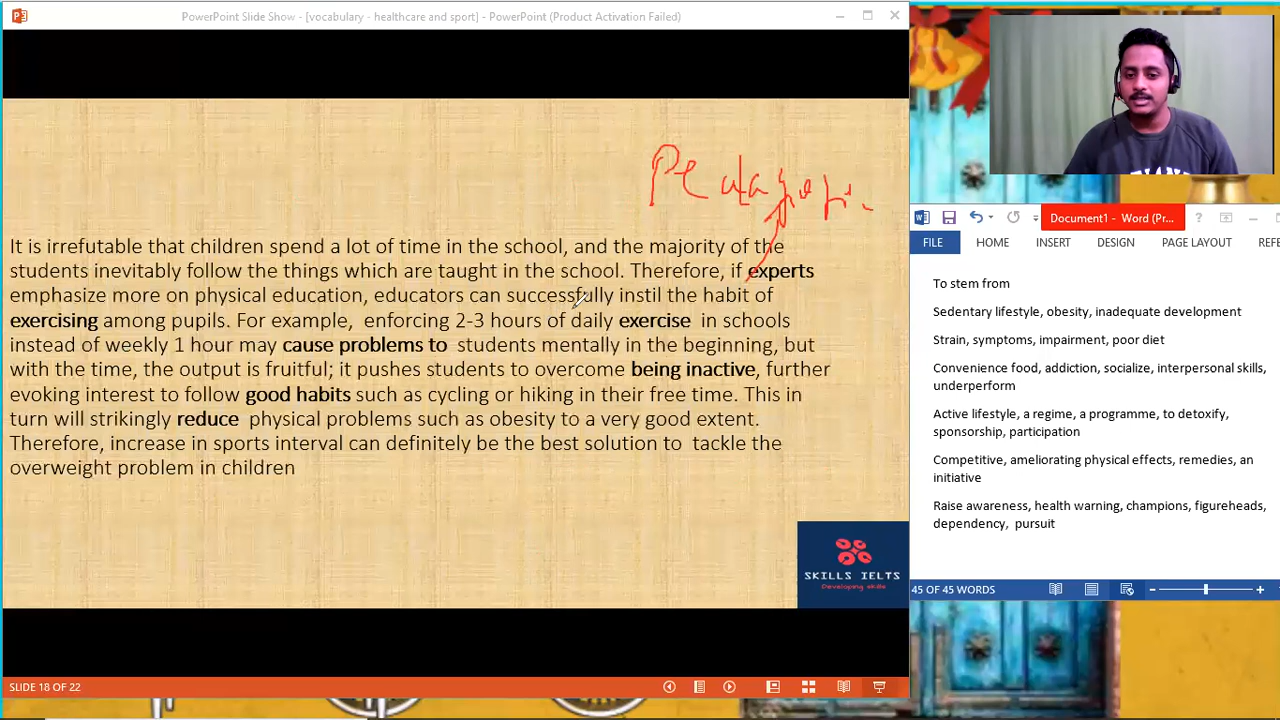 PowerPoint Slide Show - [vocabulary - healthcare and sport] - PowerPoint (Product Activation Failed)
It is irrefutable that children spend a lot of time in the school, and the majority of the
students inevitably follow the things which are taught in the school. Therefore, if experts
emphasize more on physical education, educators can successfully instil the habit of
exercising among pupils. For example, enforcing 2-3 hours of daily exercise in schools
instead of weekly 1 hour may cause problems to students mentally in the beginning, but
with the time, the output is fruitful; it pushes students to overcome being inactive, further
evoking interest to follow good habits such as cycling or hiking in their free time. This in
turn will strikingly reduce physical problems such as obesity to a very good extent.
Therefore, increase in sports interval can definitely be the best solution to tackle the
overweight problem in children
SKILLS IELTS
Developing skills
SLIDE 18 OF 22
Document1 - Word (Pr...
FILE HOME INSERT DESIGN PAGE LAYOUT REFE
To stem from
Sedentary lifestyle, obesity, inadequate development
Strain, symptoms, impairment, poor diet
Convenience food, addiction, socialize, interpersonal skills,
underperform
Active lifestyle, a regime, a programme, to detoxify,
sponsorship, participation
Competitive, ameliorating physical effects, remedies, an
initiative
Raise awareness, health warning, champions, figureheads,
dependency, pursuit
45 OF 45 WORDS